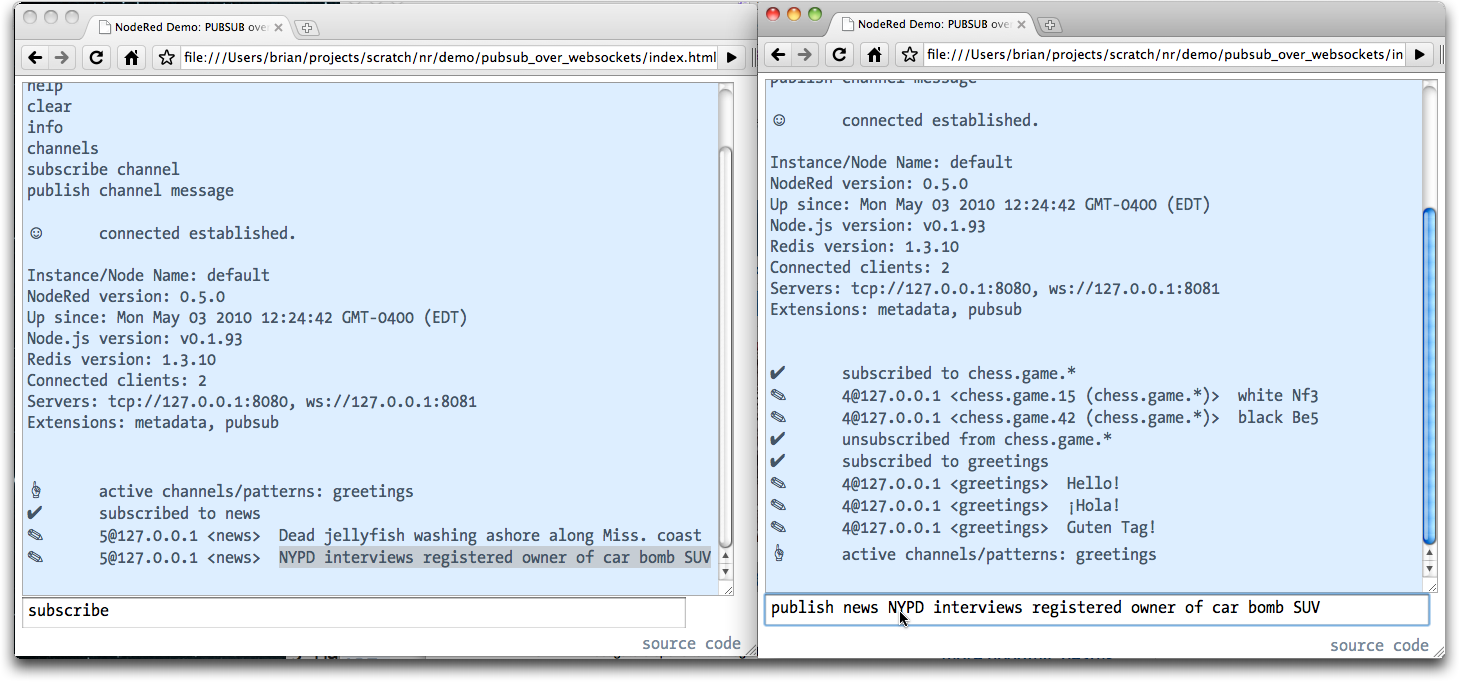 NodeRed Demo: PUBSUB ove
file:///Users/brian/projects/scratch/nr/demo/pubsub_over_websockets/index.html
help
clear
info
channels
subscribe channel
publish channel message
☺ connected established.
Instance/Node Name: default
NodeRed version: 0.5.0
Up since: Mon May 03 2010 12:24:42 GMT-0400 (EDT)
Node.js version: v0.1.93
Redis version: 1.3.10
Connected clients: 2
Servers: tcp://127.0.0.1:8080, ws://127.0.0.1:8081
Extensions: metadata, pubsub
☝ active channels/patterns: greetings
✔ subscribed to news
✎ 5@127.0.0.1 <news> Dead jellyfish washing ashore along Miss. coast
✎ 5@127.0.0.1 <news> NYPD interviews registered owner of car bomb SUV
subscribe
source code
NodeRed Demo: PUBSUB ove
file:///Users/brian/projects/scratch/nr/demo/pubsub_over_websockets/in
publish channel message
☺ connected established.
Instance/Node Name: default
NodeRed version: 0.5.0
Up since: Mon May 03 2010 12:24:42 GMT-0400 (EDT)
Node.js version: v0.1.93
Redis version: 1.3.10
Connected clients: 2
Servers: tcp://127.0.0.1:8080, ws://127.0.0.1:8081
Extensions: metadata, pubsub
✔ subscribed to chess.game.*
✎ 4@127.0.0.1 <chess.game.15 (chess.game.*)> white Nf3
✎ 4@127.0.0.1 <chess.game.42 (chess.game.*)> black Be5
✔ unsubscribed from chess.game.*
✔ subscribed to greetings
✎ 4@127.0.0.1 <greetings> Hello!
✎ 4@127.0.0.1 <greetings> ¡Hola!
✎ 4@127.0.0.1 <greetings> Guten Tag!
☝ active channels/patterns: greetings
publish news NYPD interviews registered owner of car bomb SUV
source code